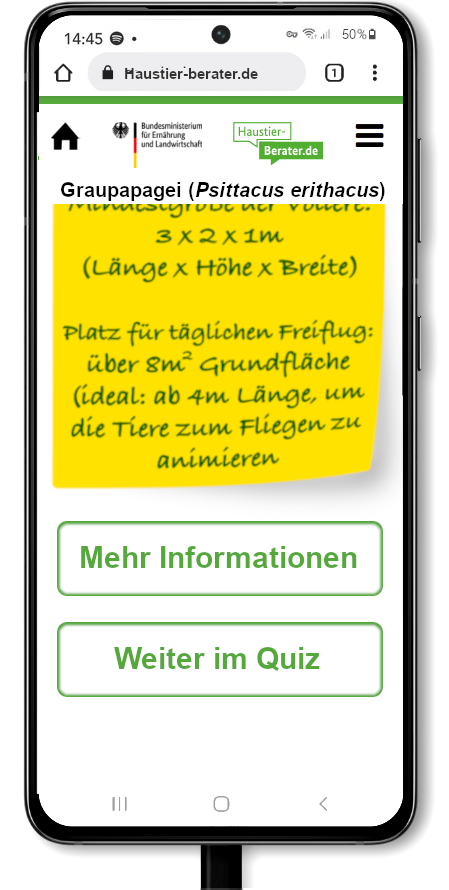 14:45
50%
Haustier-berater.de
1
Bundesministerium
für Ernährung
und Landwirtschaft
Haustier-
Berater.de
Graupapagei (Psittacus erithacus)
Mindestgröße der Voliere:
3 x 2 x 1m
(Länge x Höhe x Breite)
Platz für täglichen Freiflug:
über 8m² Grundfläche
(ideal: ab 4m Länge, um
die Tiere zum Fliegen zu
animieren
Mehr Informationen
Weiter im Quiz